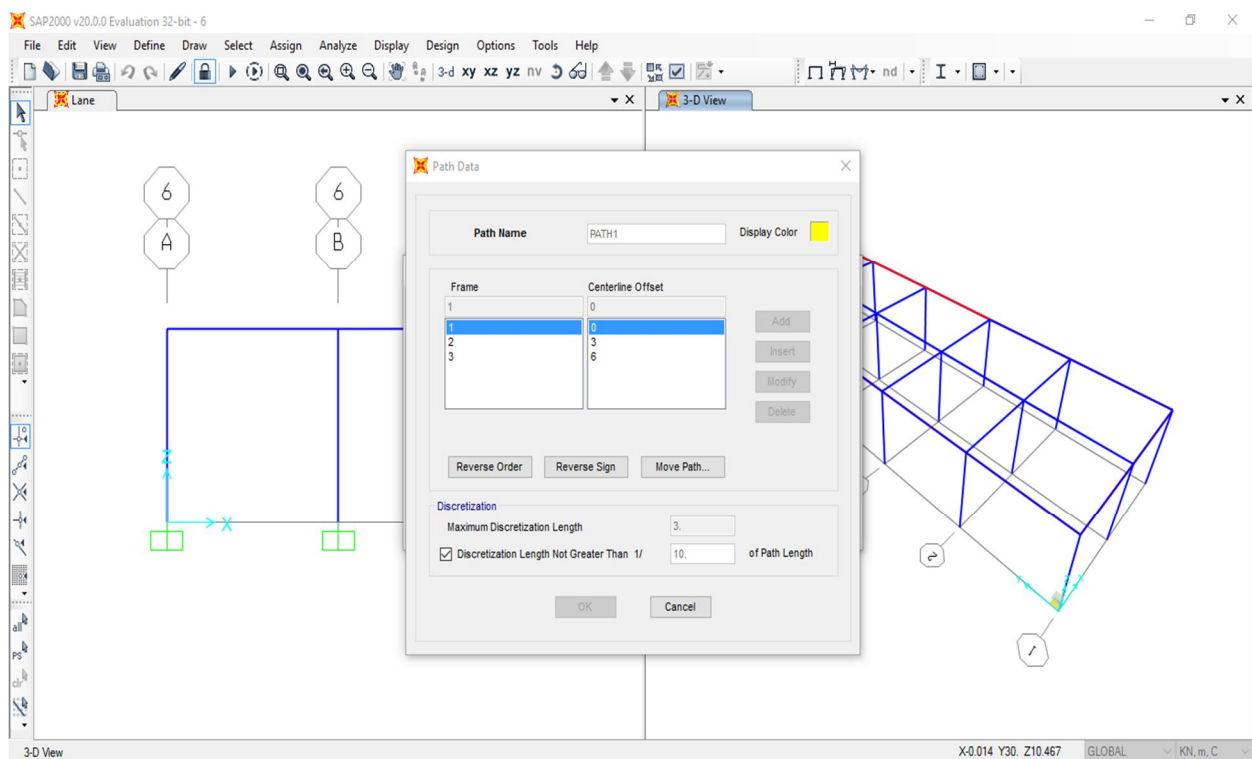 SAP2000 v20.0.0 Evaluation 32-bit - 6
File Edit View Define Draw Select Assign Analyze Display Design Options Tools Help
3-d xy xz yz nv
nd
Lane
3-D View
6 6
A B
X
Path Data
Path Name PATH1 Display Color
Frame Centerline Offset
1 0
1 0
2 3
3 6
Add
Insert
Modify
Delete
Reverse Order Reverse Sign Move Path...
Discretization
Maximum Discretization Length 3.
Discretization Length Not Greater Than 1/ 10. of Path Length
OK Cancel
2
1
all
PS
clr
3-D View X-0.014 Y30. Z10.467 GLOBAL KN, m, C